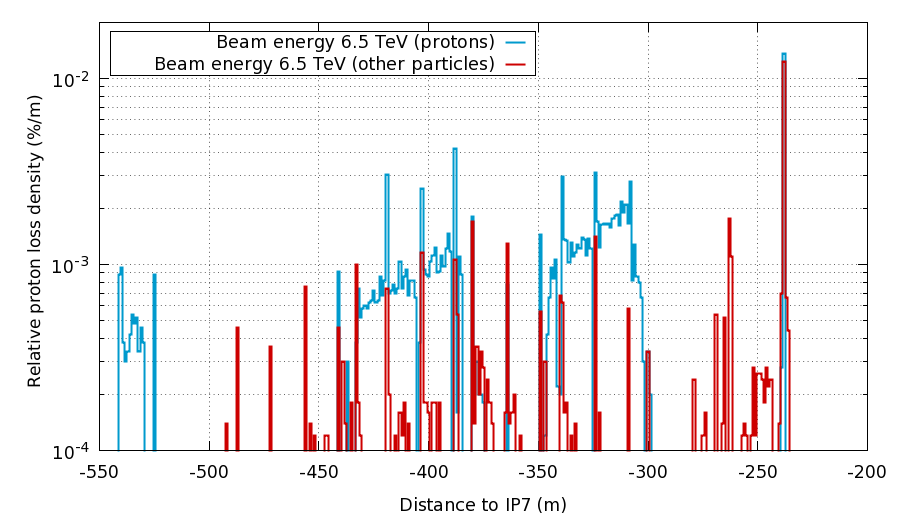 Beam energy 6.5 TeV (protons)
Beam energy 6.5 TeV (other particles)
Relative proton loss density (%/m)
10^-2
10^-3
10^-4
-550 -500 -450 -400 -350 -300 -250 -200
Distance to IP7 (m)